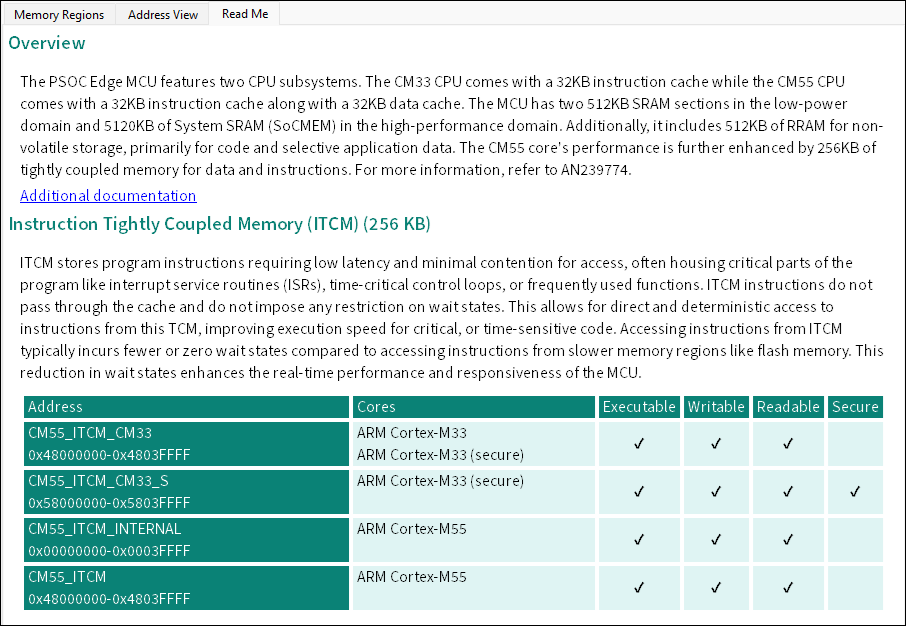 Memory Regions Address View Read Me
Overview
The PSOC Edge MCU features two CPU subsystems. The CM33 CPU comes with a 32KB instruction cache while the CM55 CPU
comes with a 32KB instruction cache along with a 32KB data cache. The MCU has two 512KB SRAM sections in the low-power
domain and 5120KB of System SRAM (SoCMEM) in the high-performance domain. Additionally, it includes 512KB of RRAM for non-
volatile storage, primarily for code and selective application data. The CM55 core's performance is further enhanced by 256KB of
tightly coupled memory for data and instructions. For more information, refer to AN239774.
Additional documentation
Instruction Tightly Coupled Memory (ITCM) (256 KB)
ITCM stores program instructions requiring low latency and minimal contention for access, often housing critical parts of the
program like interrupt service routines (ISRs), time-critical control loops, or frequently used functions. ITCM instructions do not
pass through the cache and do not impose any restriction on wait states. This allows for direct and deterministic access to
instructions from this TCM, improving execution speed for critical, or time-sensitive code. Accessing instructions from ITCM
typically incurs fewer or zero wait states compared to accessing instructions from slower memory regions like flash memory. This
reduction in wait states enhances the real-time performance and responsiveness of the MCU.
Address Cores Executable Writable Readable Secure
CM55_ITCM_CM33 ARM Cortex-M33
0x48000000-0x4803FFFF ARM Cortex-M33 (secure) ✓ ✓ ✓
CM55_ITCM_CM33_S ARM Cortex-M33 (secure)
0x58000000-0x5803FFFF ✓ ✓ ✓ ✓
CM55_ITCM_INTERNAL ARM Cortex-M55
0x00000000-0x0003FFFF ✓ ✓ ✓
CM55_ITCM ARM Cortex-M55
0x48000000-0x4803FFFF ✓ ✓ ✓